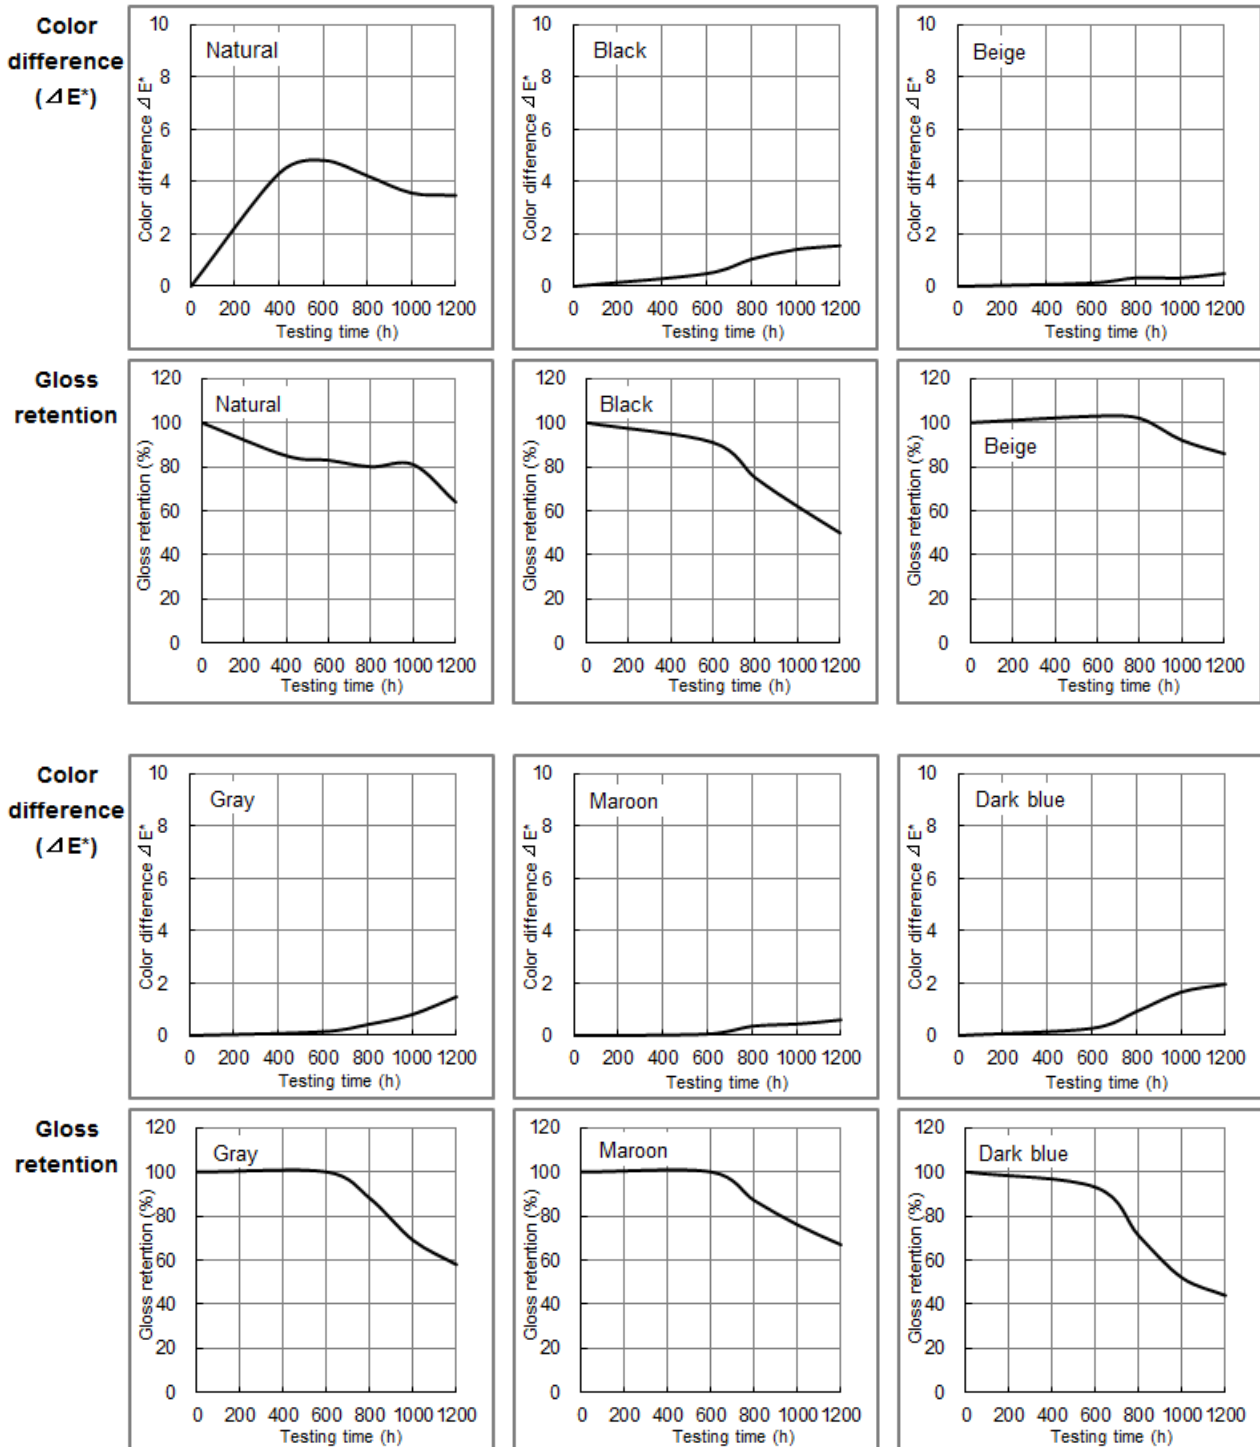 Color
difference
(⊿E*)
Natural
Color difference ⊿E*
10
8
6
4
2
0
0 200 400 600 800 1000 1200
Testing time (h)
Black
Color difference ⊿E*
10
8
6
4
2
0
0 200 400 600 800 1000 1200
Testing time (h)
Beige
Color difference ⊿E*
10
8
6
4
2
0
0 200 400 600 800 1000 1200
Testing time (h)
Gloss
retention
Natural
Gloss retention (%)
120
100
80
60
40
20
0
0 200 400 600 800 1000 1200
Testing time (h)
Black
Gloss retention (%)
120
100
80
60
40
20
0
0 200 400 600 800 1000 1200
Testing time (h)
Beige
Gloss retention (%)
120
100
80
60
40
20
0
0 200 400 600 800 1000 1200
Testing time (h)
Color
difference
(⊿E*)
Gray
Color difference ⊿E*
10
8
6
4
2
0
0 200 400 600 800 1000 1200
Testing time (h)
Maroon
Color difference ⊿E*
10
8
6
4
2
0
0 200 400 600 800 1000 1200
Testing time (h)
Dark blue
Color difference ⊿E*
10
8
6
4
2
0
0 200 400 600 800 1000 1200
Testing time (h)
Gloss
retention
Gray
Gloss retention (%)
120
100
80
60
40
20
0
0 200 400 600 800 1000 1200
Testing time (h)
Maroon
Gloss retention (%)
120
100
80
60
40
20
0
0 200 400 600 800 1000 1200
Testing time (h)
Dark blue
Gloss retention (%)
120
100
80
60
40
20
0
0 200 400 600 800 1000 1200
Testing time (h)